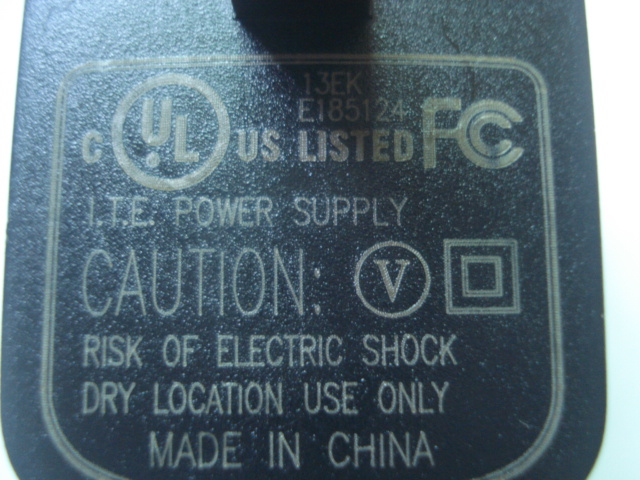 13EK
E185124
C UL US LISTED FC
I.T.E. POWER SUPPLY
CAUTION: V
RISK OF ELECTRIC SHOCK
DRY LOCATION USE ONLY
MADE IN CHINA